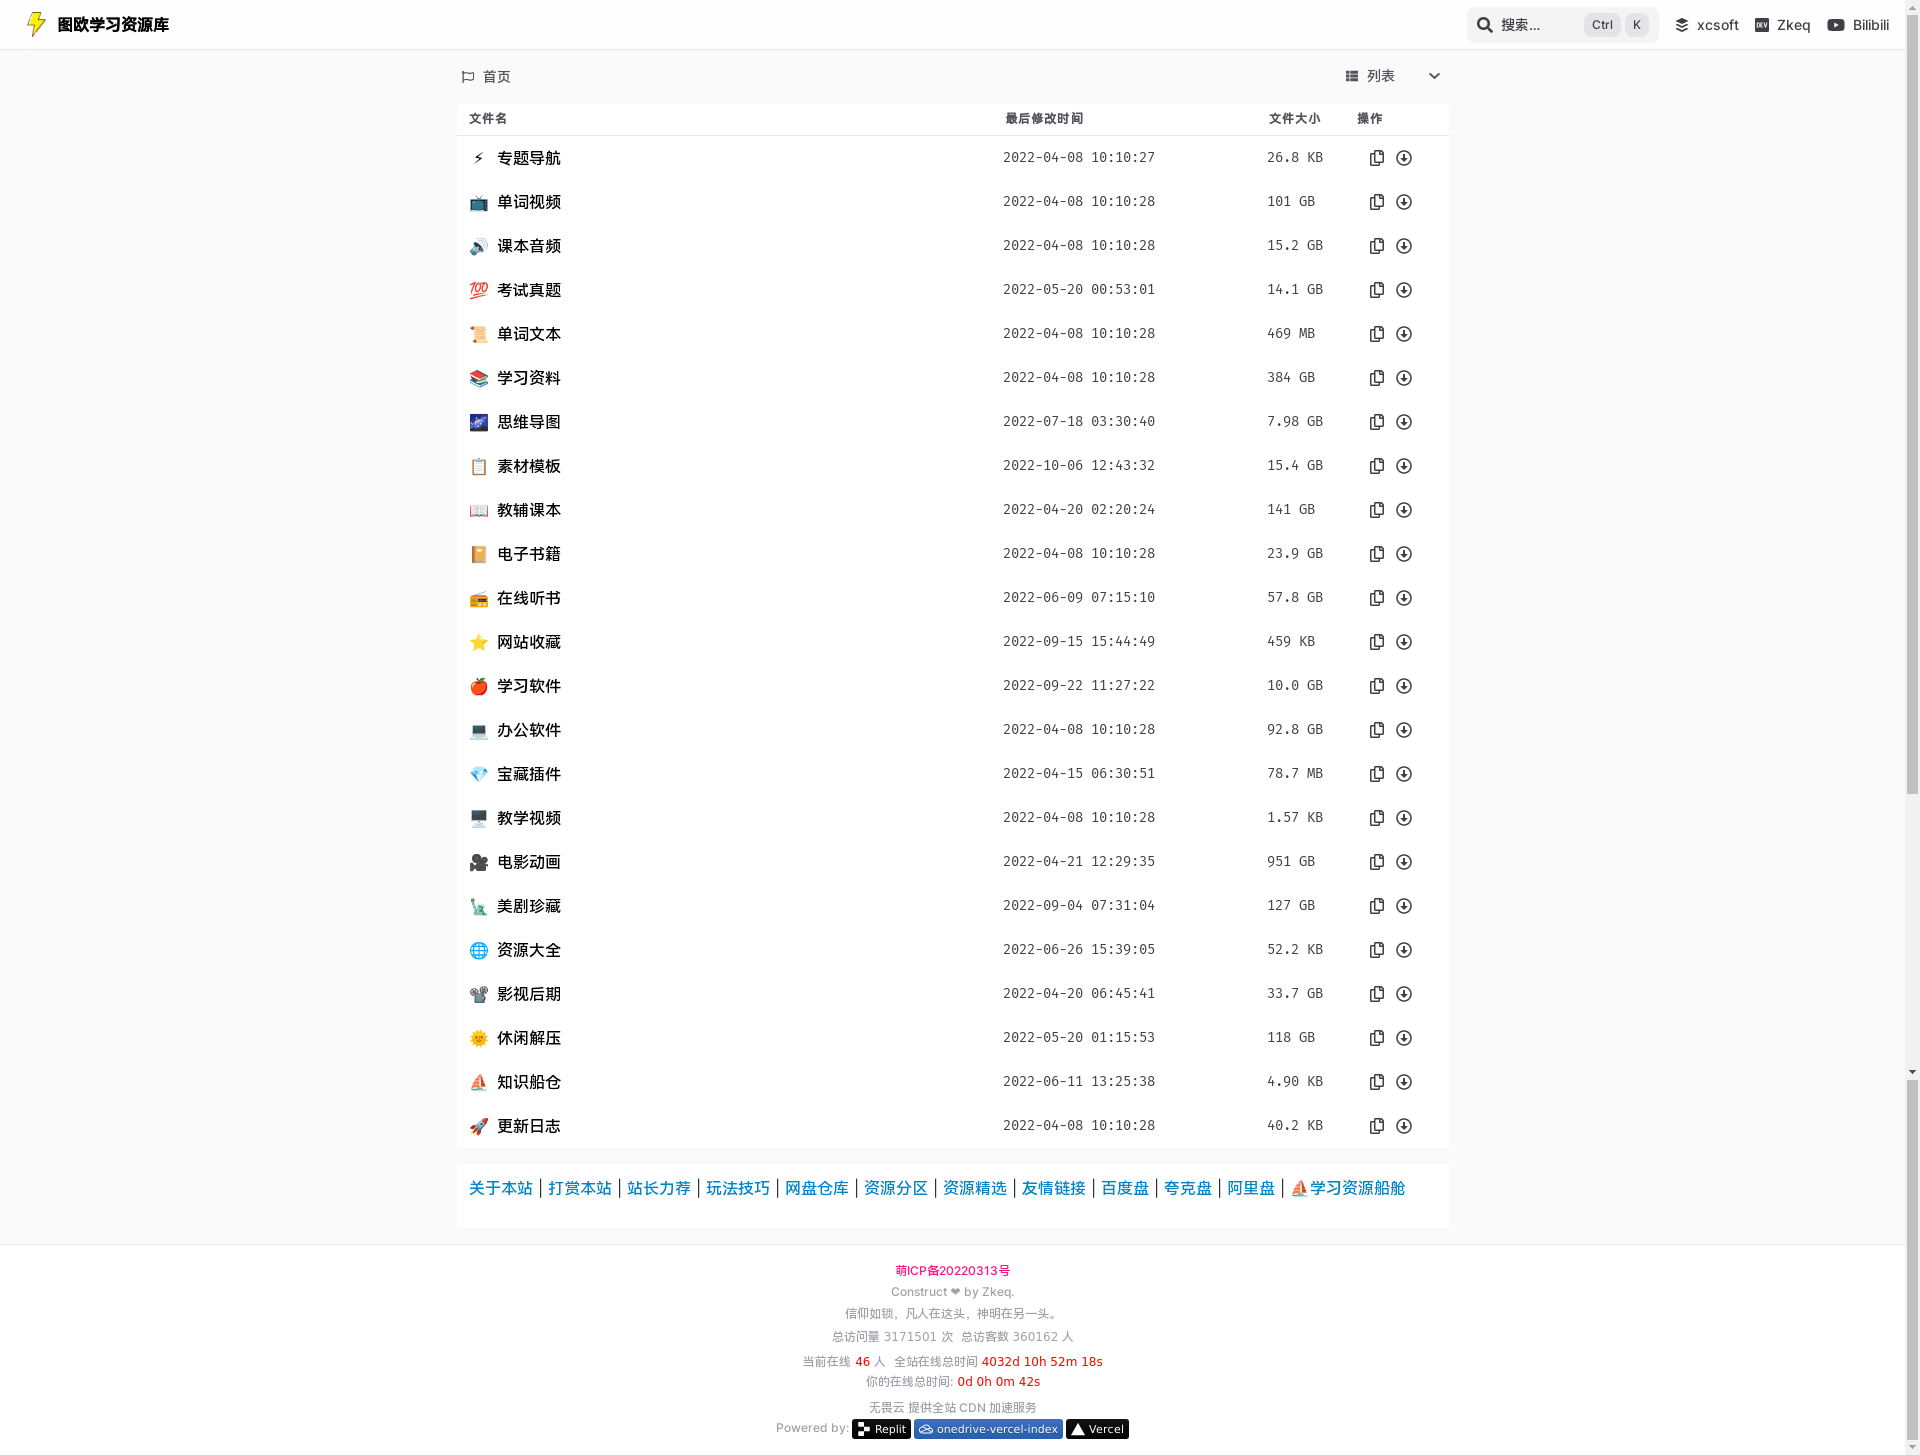 图欧学习资源库 搜索... Ctrl K xcsoft Zkeq Bilibili
首页 列表
文件名 最后修改时间 文件大小 操作
专题导航 2022-04-08 10:10:27 26.8 KB
单词视频 2022-04-08 10:10:28 101 GB
课本音频 2022-04-08 10:10:28 15.2 GB
考试真题 2022-05-20 00:53:01 14.1 GB
单词文本 2022-04-08 10:10:28 469 MB
学习资料 2022-04-08 10:10:28 384 GB
思维导图 2022-07-18 03:30:40 7.98 GB
素材模板 2022-10-06 12:43:32 15.4 GB
教辅课本 2022-04-20 02:20:24 141 GB
电子书籍 2022-04-08 10:10:28 23.9 GB
在线听书 2022-06-09 07:15:10 57.8 GB
网站收藏 2022-09-15 15:44:49 459 KB
学习软件 2022-09-22 11:27:22 10.0 GB
办公软件 2022-04-08 10:10:28 92.8 GB
宝藏插件 2022-04-15 06:30:51 78.7 MB
教学视频 2022-04-08 10:10:28 1.57 KB
电影动画 2022-04-21 12:29:35 951 GB
美剧珍藏 2022-09-04 07:31:04 127 GB
资源大全 2022-06-26 15:39:05 52.2 KB
影视后期 2022-04-20 06:45:41 33.7 GB
休闲解压 2022-05-20 01:15:53 118 GB
知识船仓 2022-06-11 13:25:38 4.90 KB
更新日志 2022-04-08 10:10:28 40.2 KB
关于本站 | 打赏本站 | 站长力荐 | 玩法技巧 | 网盘仓库 | 资源分区 | 资源精选 | 友情链接 | 百度盘 | 夸克盘 | 阿里盘 | ⛵学习资源船舱
萌ICP备20220313号
Construct ❤ by Zkeq.
信仰如锁，凡人在这头，神明在另一头。
总访问量 3171501 次 总访客数 360162 人
当前在线 46 人 全站在线总时间 4032d 10h 52m 18s
你的在线总时间: 0d 0h 0m 42s
无畏云 提供全站 CDN 加速服务
Powered by: Replit onedrive-vercel-index Vercel